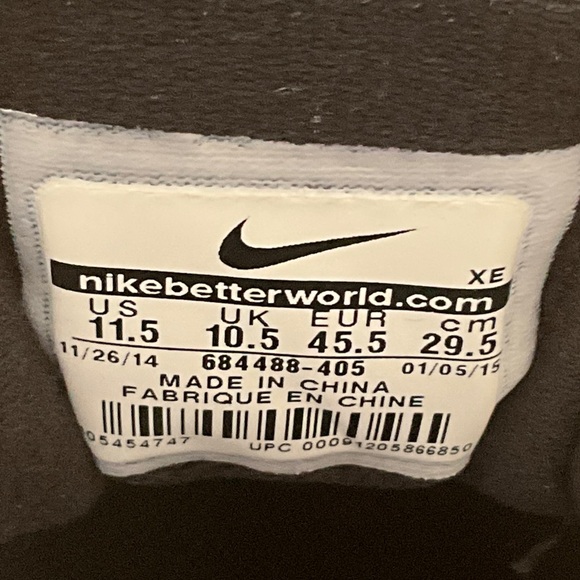 XE
nikebetterworld.com
US UK EUR cm
11.5 10.5 45.5 29.5
11/26/14 684488-405 01/05/15
MADE IN CHINA
FABRIQUE EN CHINE
05454747 UPC 00091205866850